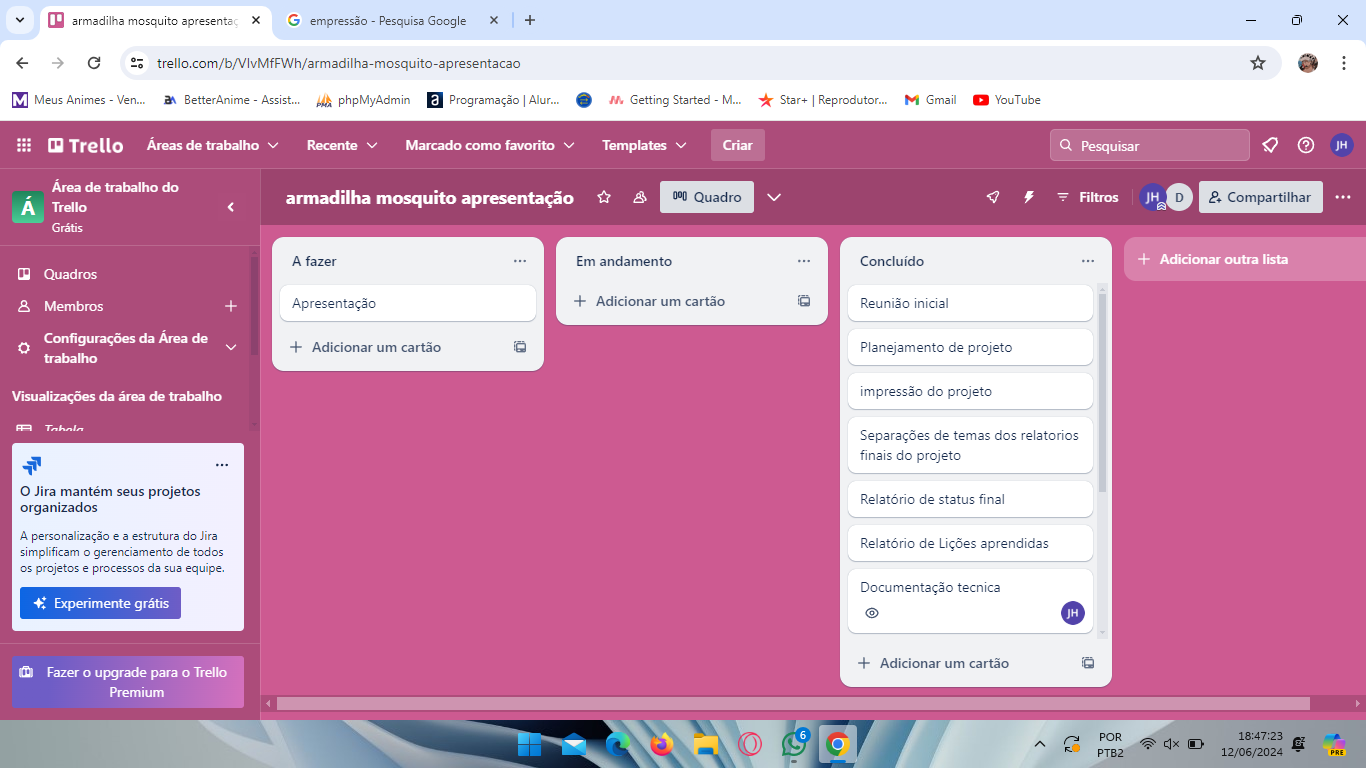 armadilha mosquito apresentaç
empressão - Pesquisa Google
trello.com/b/VIvMfFWh/armadilha-mosquito-apresentacao
Meus Animes - Ven...
BetterAnime - Assist...
phpMyAdmin
Programação | Alur...
Getting Started - M...
Star+ | Reprodutor...
Gmail
YouTube
Trello
Áreas de trabalho
Recente
Marcado como favorito
Templates
Criar
Pesquisar
JH
Á
Área de trabalho do
Trello
Grátis
armadilha mosquito apresentação
Quadro
Filtros
JH
D
Compartilhar
Quadros
Membros
Configurações da Área de
trabalho
Visualizações da área de trabalho
Tabela
O Jira mantém seus projetos
organizados
A personalização e a estrutura do Jira
simplificam o gerenciamento de todos
os projetos e processos da sua equipe.
Experimente grátis
Fazer o upgrade para o Trello
Premium
A fazer
Apresentação
Adicionar um cartão
Em andamento
Adicionar um cartão
Concluído
Reunião inicial
Planejamento de projeto
impressão do projeto
Separações de temas dos relatorios
finais do projeto
Relatório de status final
Relatório de Lições aprendidas
Documentação tecnica
JH
Adicionar um cartão
Adicionar outra lista
6
POR
PTB2
18:47:23
12/06/2024
PRE